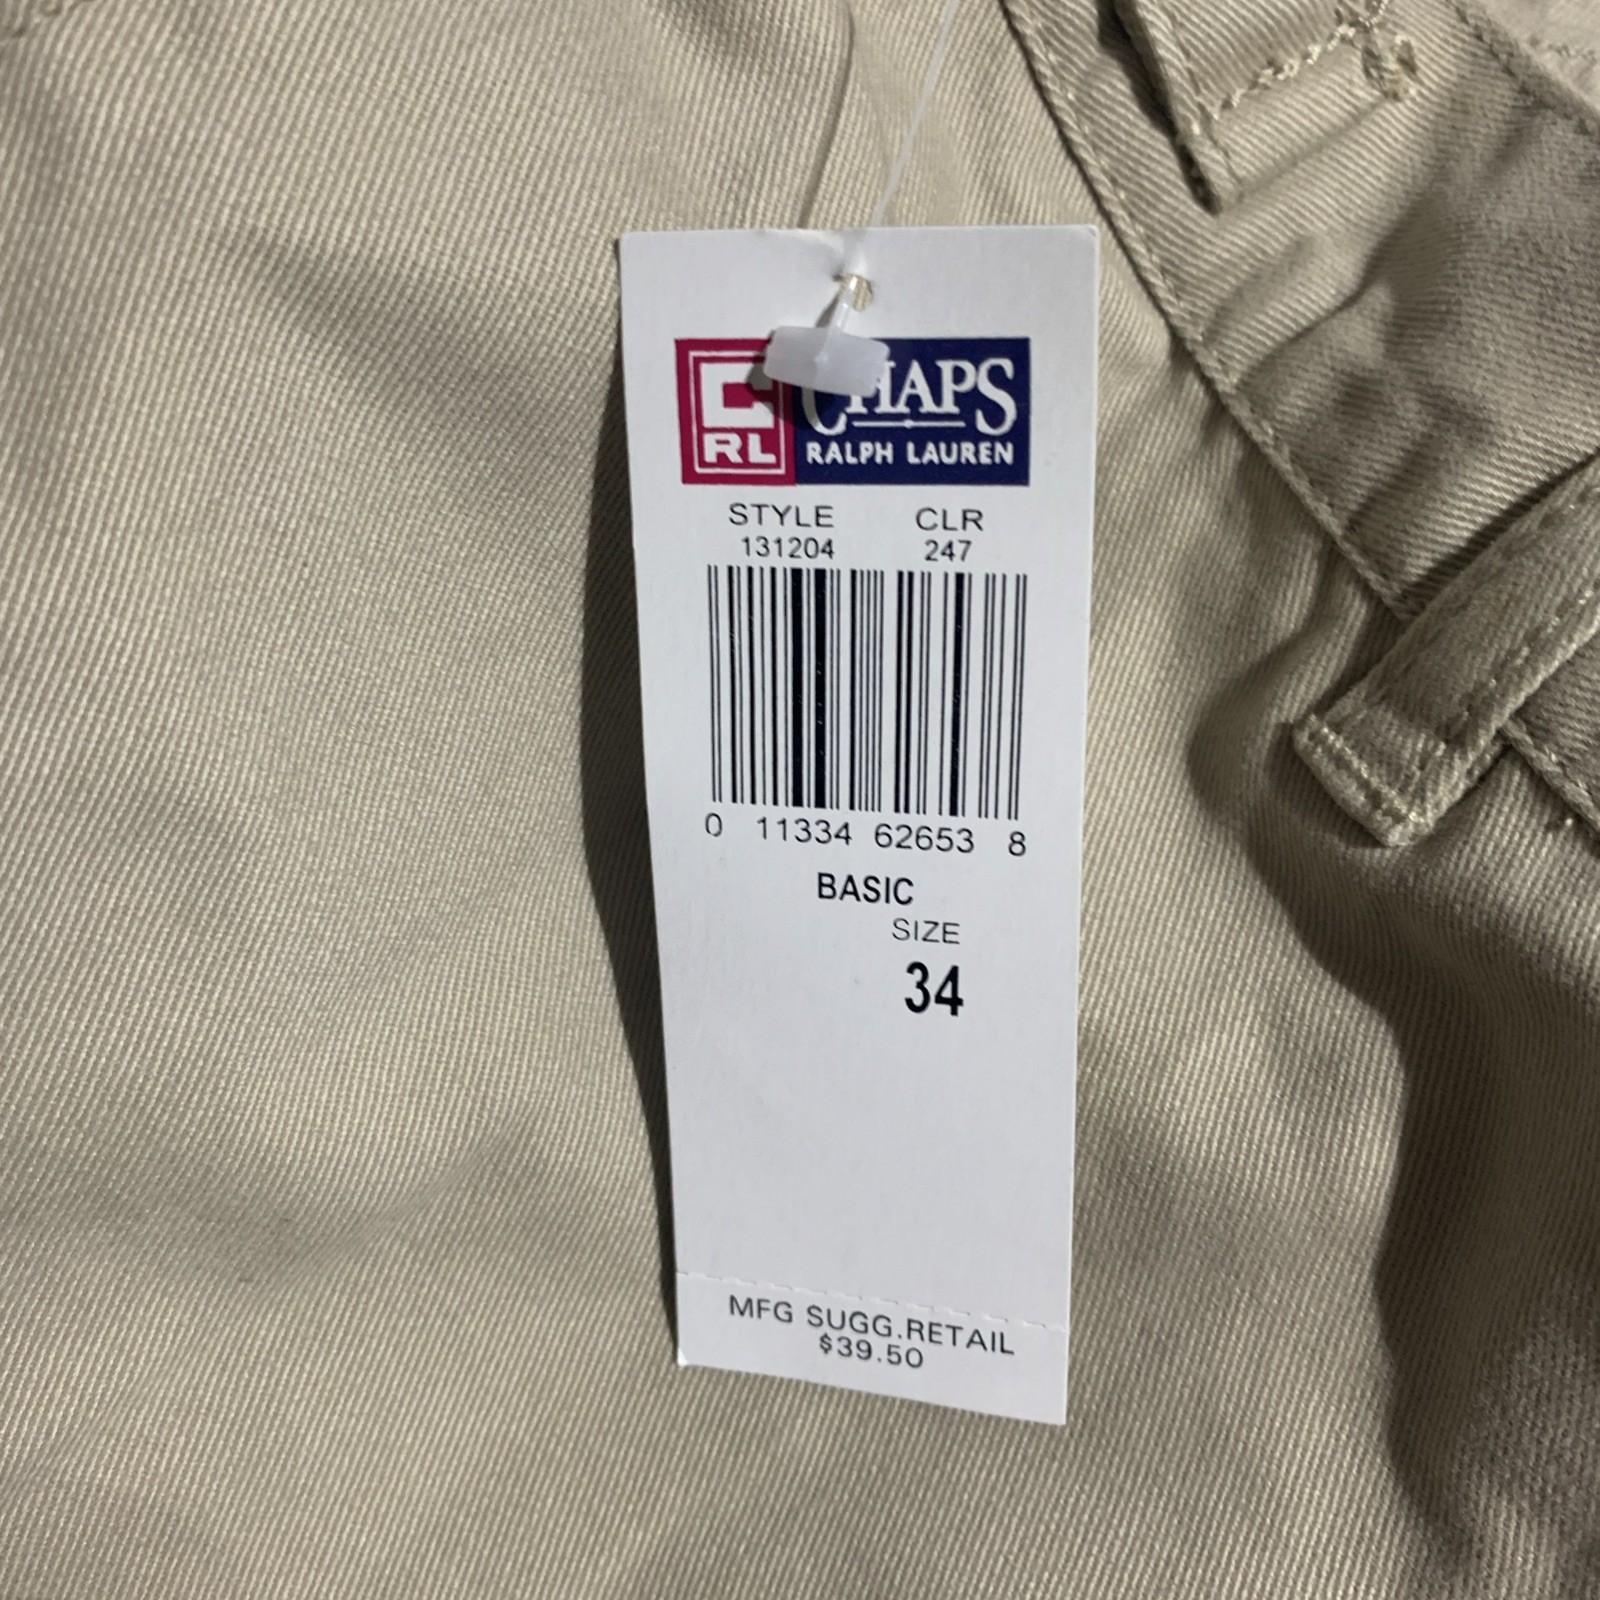 C
RL
CHAPS
RALPH LAUREN
STYLE CLR
131204 247
0 11334 62653 8
BASIC
SIZE
34
MFG SUGG.RETAIL
$39.50